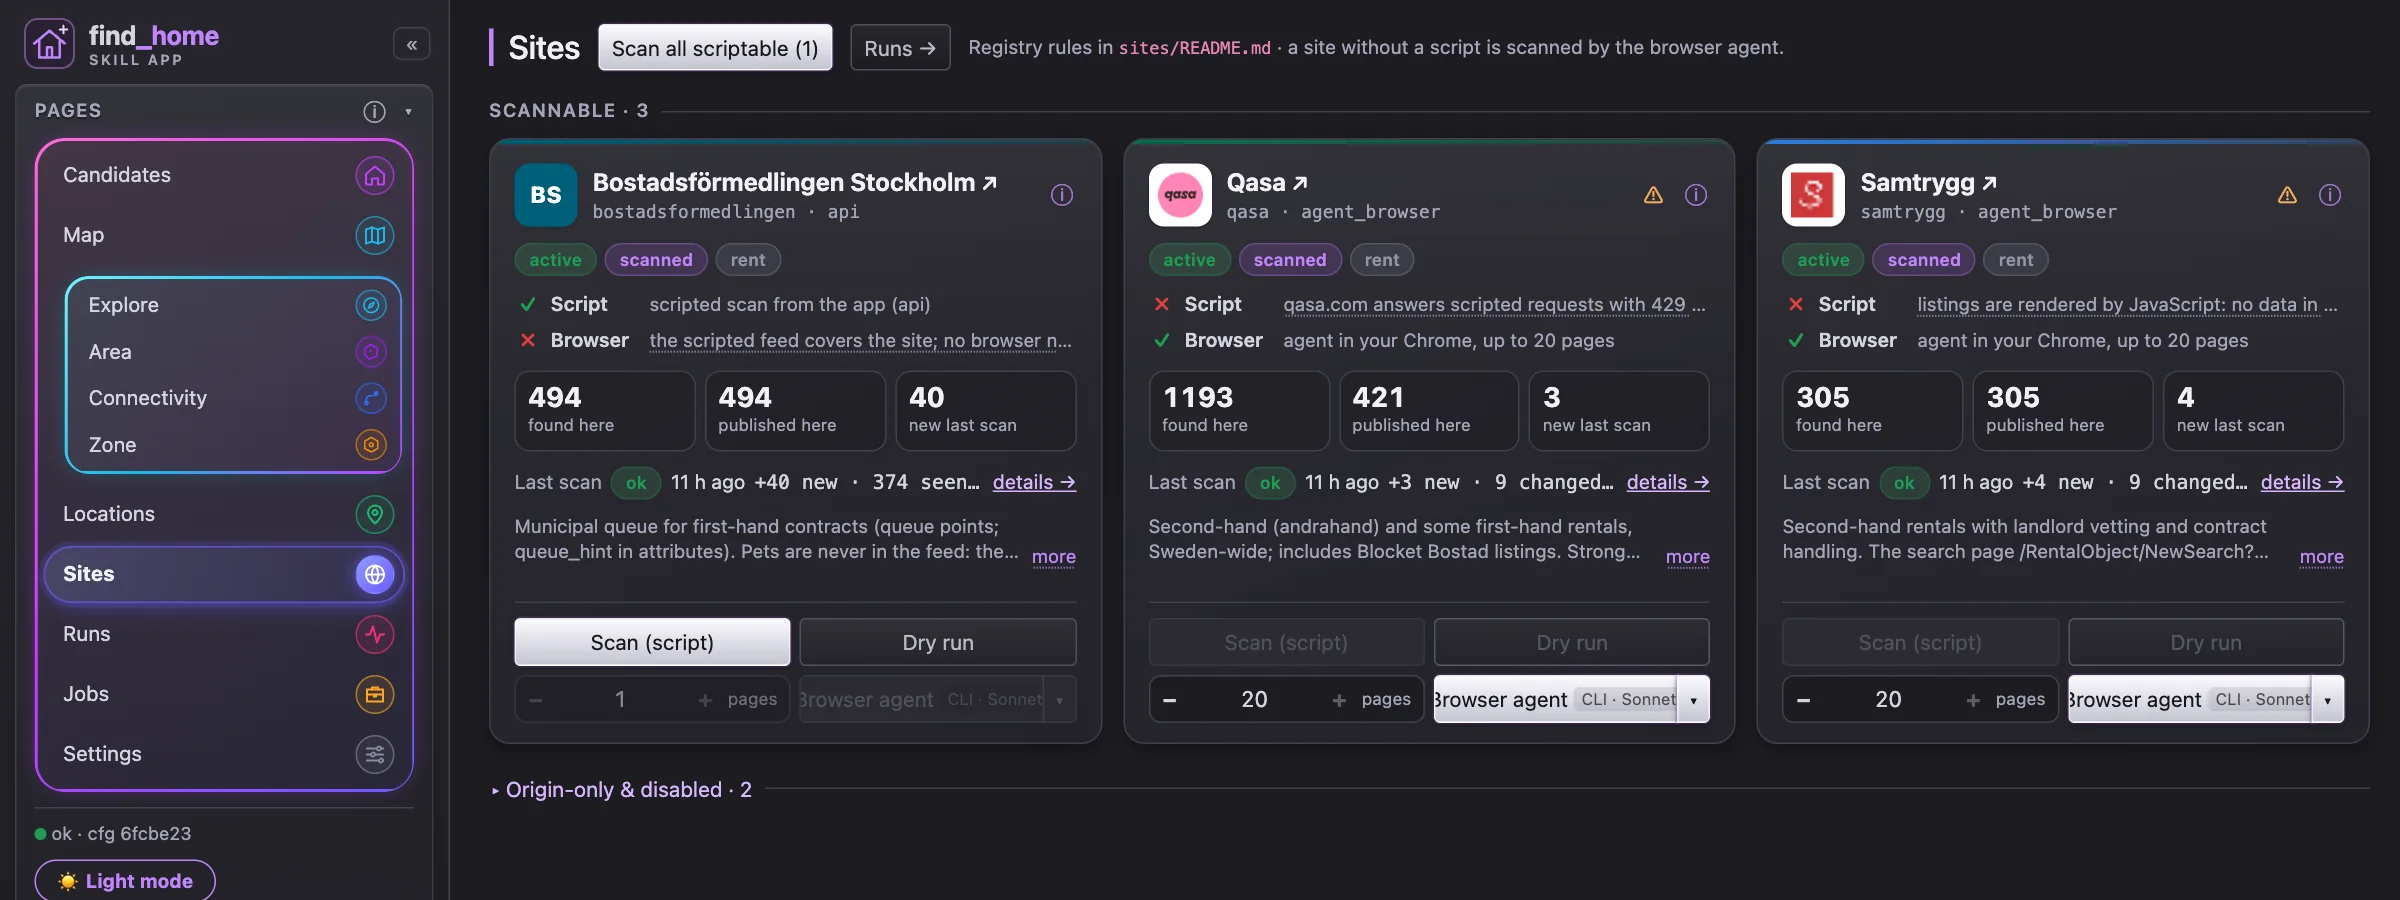 find_home
SKILL APP
«
PAGES
Candidates
Map
Explore
Area
Connectivity
Zone
Locations
Sites
Runs
Jobs
Settings
ok · cfg 6fcbe23
Light mode
Sites
Scan all scriptable (1)
Runs →
Registry rules in sites/README.md · a site without a script is scanned by the browser agent.
SCANNABLE · 3
BS
Bostadsförmedlingen Stockholm ↗
bostadsformedlingen · api
active scanned rent
Script scripted scan from the app (api)
Browser the scripted feed covers the site; no browser n…
494 494 40
found here published here new last scan
Last scan ok 11 h ago +40 new · 374 seen… details →
Municipal queue for first-hand contracts (queue points;
queue_hint in attributes). Pets are never in the feed: the… more
Scan (script) Dry run
− 1 + pages Browser agent CLI · Sonnet ▾
qasa
Qasa ↗
qasa · agent_browser
active scanned rent
Script qasa.com answers scripted requests with 429 …
Browser agent in your Chrome, up to 20 pages
1193 421 3
found here published here new last scan
Last scan ok 11 h ago +3 new · 9 changed… details →
Second-hand (andrahand) and some first-hand rentals,
Sweden-wide; includes Blocket Bostad listings. Strong… more
Scan (script) Dry run
− 20 + pages Browser agent CLI · Sonnet ▾
S
Samtrygg ↗
samtrygg · agent_browser
active scanned rent
Script listings are rendered by JavaScript: no data in …
Browser agent in your Chrome, up to 20 pages
305 305 4
found here published here new last scan
Last scan ok 11 h ago +4 new · 9 changed… details →
Second-hand rentals with landlord vetting and contract
handling. The search page /RentalObject/NewSearch?… more
Scan (script) Dry run
− 20 + pages Browser agent CLI · Sonnet ▾
▸ Origin-only & disabled · 2